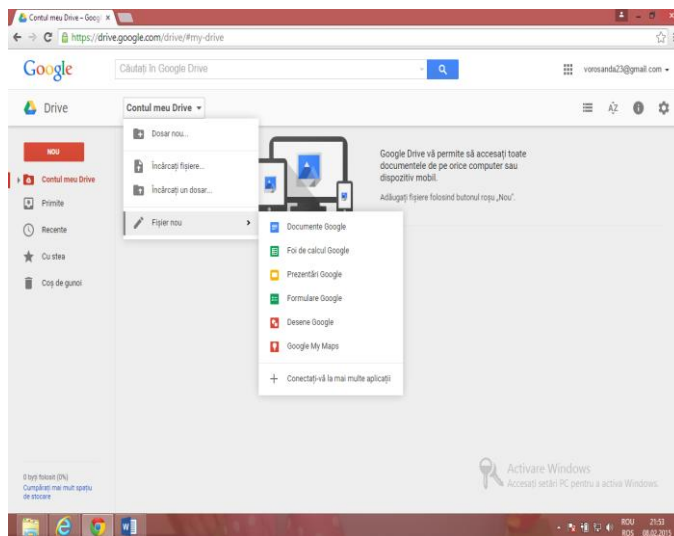 Contul meu Drive – Googl
https://drive.google.com/drive/#my-drive
Google
Căutați în Google Drive
vorosanda23@gmail.com
Drive
Contul meu Drive
AZ
NOU
Contul meu Drive
Primite
Recente
Cu stea
Coș de gunoi
Dosar nou...
Încărcați fișiere...
Încărcați un dosar...
Fișier nou
Documente Google
Foi de calcul Google
Prezentări Google
Formulare Google
Desene Google
Google My Maps
Conectați-vă la mai multe aplicații
Google Drive vă permite să accesați toate
documentele de pe orice computer sau
dispozitiv mobil.
Adăugați fișiere folosind butonul roșu „Nou".
0 byți folosiți (0%)
Cumpărați mai mult spațiu
de stocare
Activare Windows
Accesați setări PC pentru a activa Windows.
ROU
ROS
21:53
08.02.2015